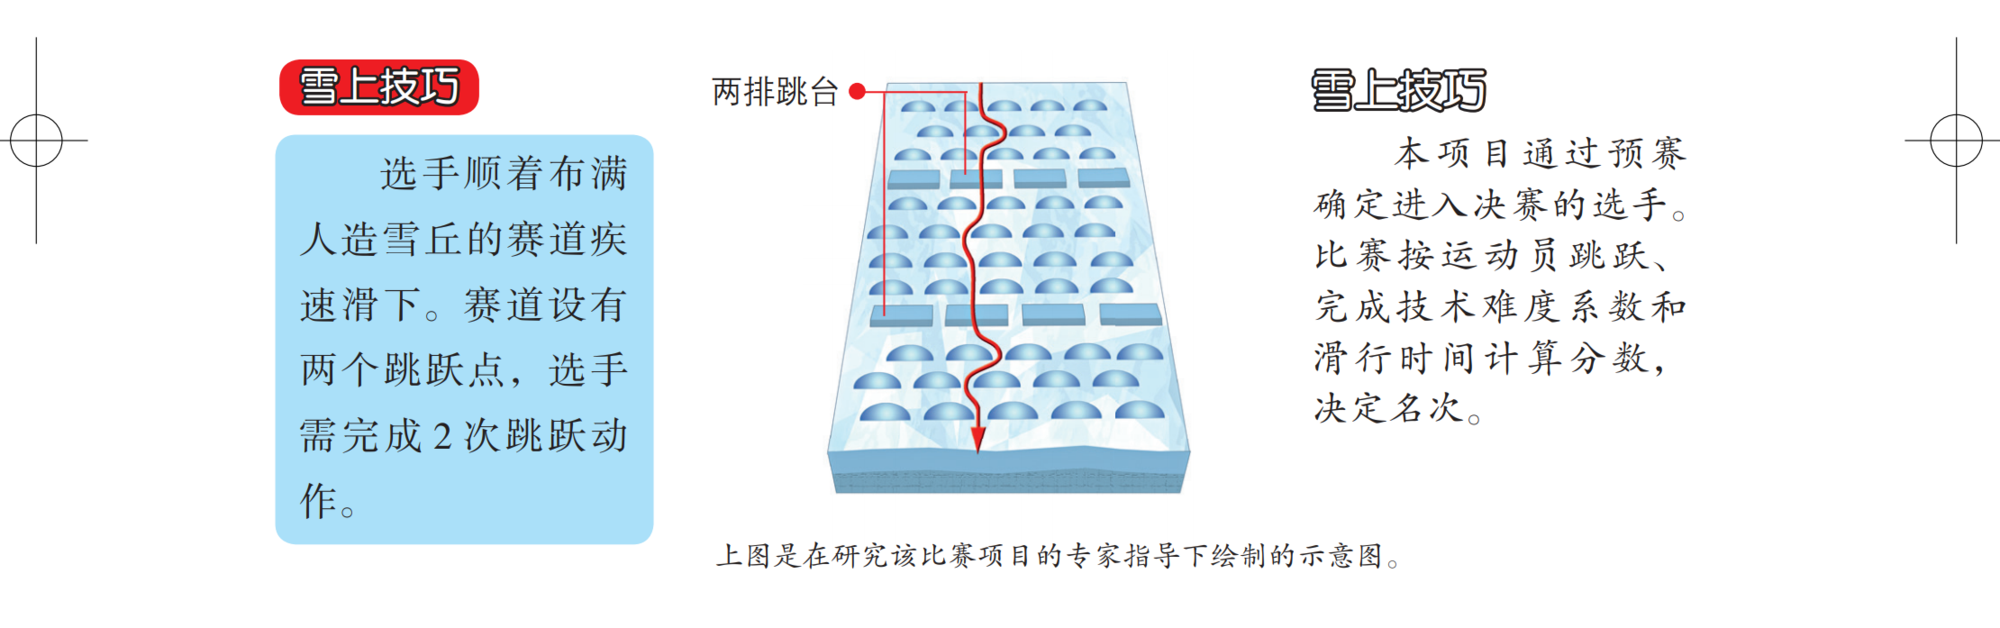 雪上技巧
选手顺着布满
人造雪丘的赛道疾
速滑下。赛道设有
两个跳跃点，选手
需完成2次跳跃动
作。
两排跳台
上图是在研究该比赛项目的专家指导下绘制的示意图。
雪上技巧
本项目通过预赛
确定进入决赛的选手。
比赛按运动员跳跃、
完成技术难度系数和
滑行时间计算分数，
决定名次。